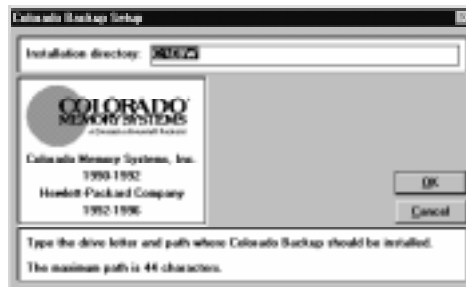 Colorado Backup Setup
Installation directory:
COLORADO
MEMORY SYSTEMS
Colorado Memory Systems, Inc.
1990-1992
Hewlett-Packard Company
1992-1996
OK
Cancel
Type the drive letter and path where Colorado Backup should be installed.
The maximum path is 44 characters.